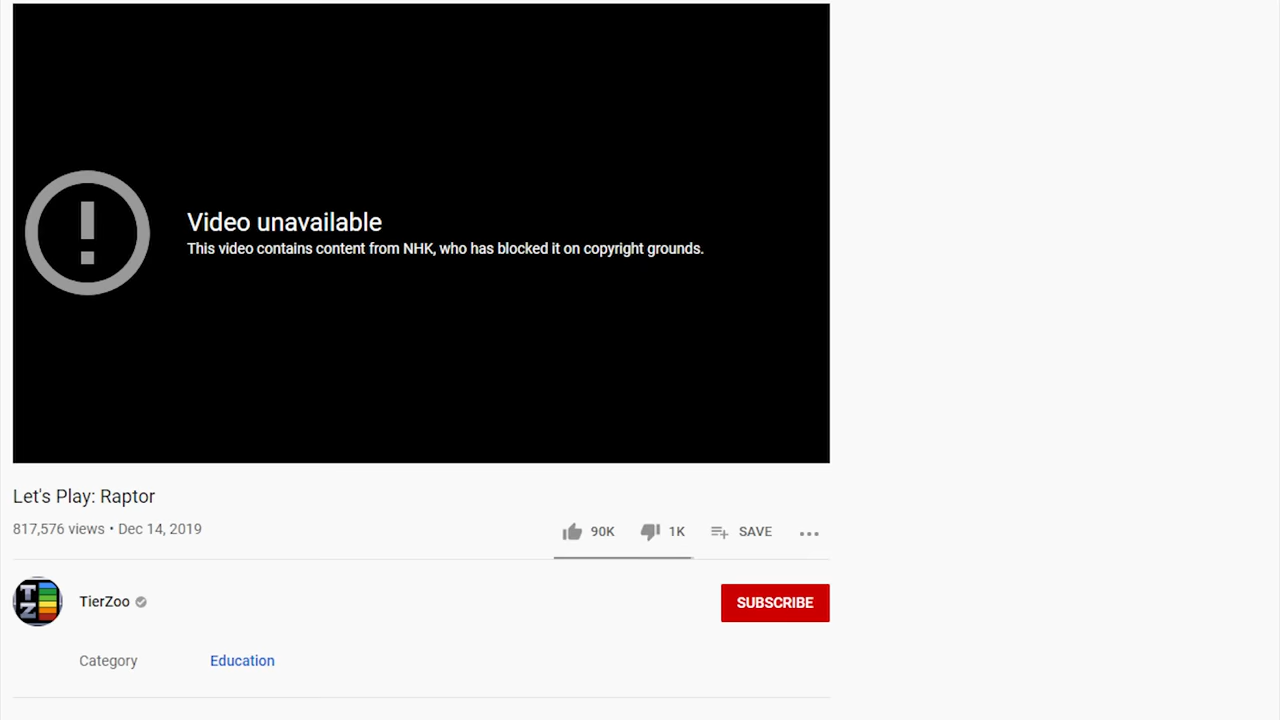 Video unavailable
This video contains content from NHK, who has blocked it on copyright grounds.
Let's Play: Raptor
817,576 views • Dec 14, 2019
90K 1K SAVE
TZ
TierZoo
SUBSCRIBE
Category Education